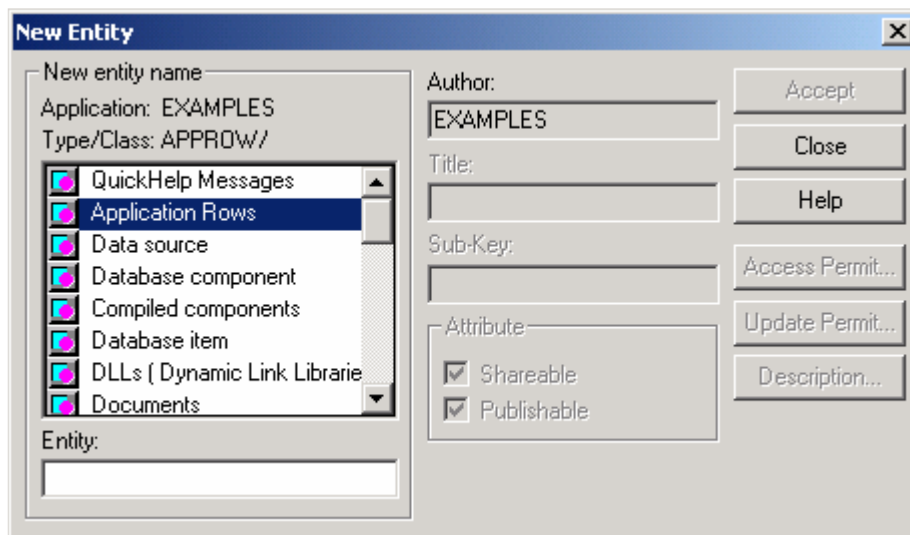 New Entity
New entity name
Application: EXAMPLES
Type/Class: APPROW/
QuickHelp Messages
Application Rows
Data source
Database component
Compiled components
Database item
DLLs ( Dynamic Link Librarie
Documents
Entity:
Author:
EXAMPLES
Title:
Sub-Key:
Attribute
Shareable
Publishable
Accept
Close
Help
Access Permit...
Update Permit...
Description...